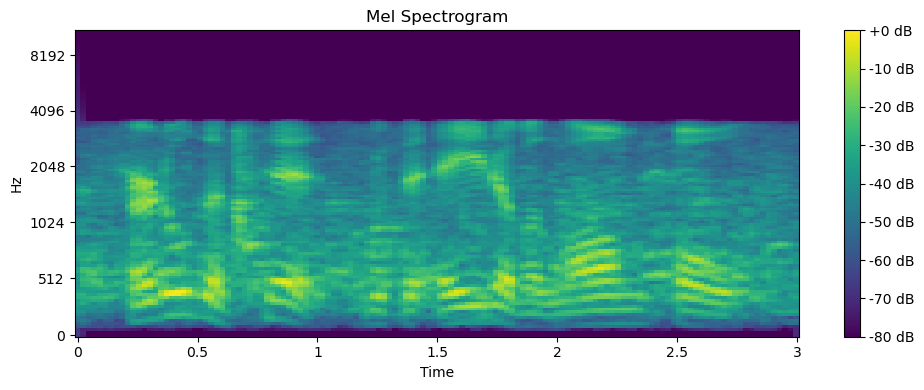 Mel Spectrogram
8192
4096
2048
1024
512
0
Hz
0
0.5
1
1.5
2
2.5
3
Time
+0 dB
-10 dB
-20 dB
-30 dB
-40 dB
-50 dB
-60 dB
-70 dB
-80 dB